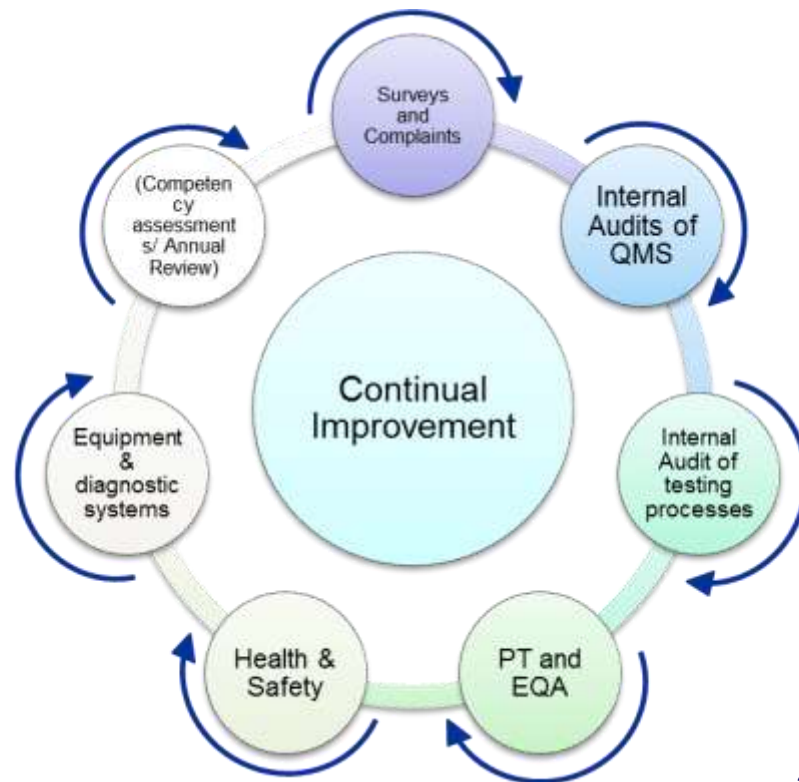 Surveys
and
Complaints
Internal
Audits of
QMS
Internal
Audit of
testing
processes
PT and
EQA
Health &
Safety
Equipment
&
diagnostic
systems
(Competen
cy
assessment
s/ Annual
Review)
Continual
Improvement